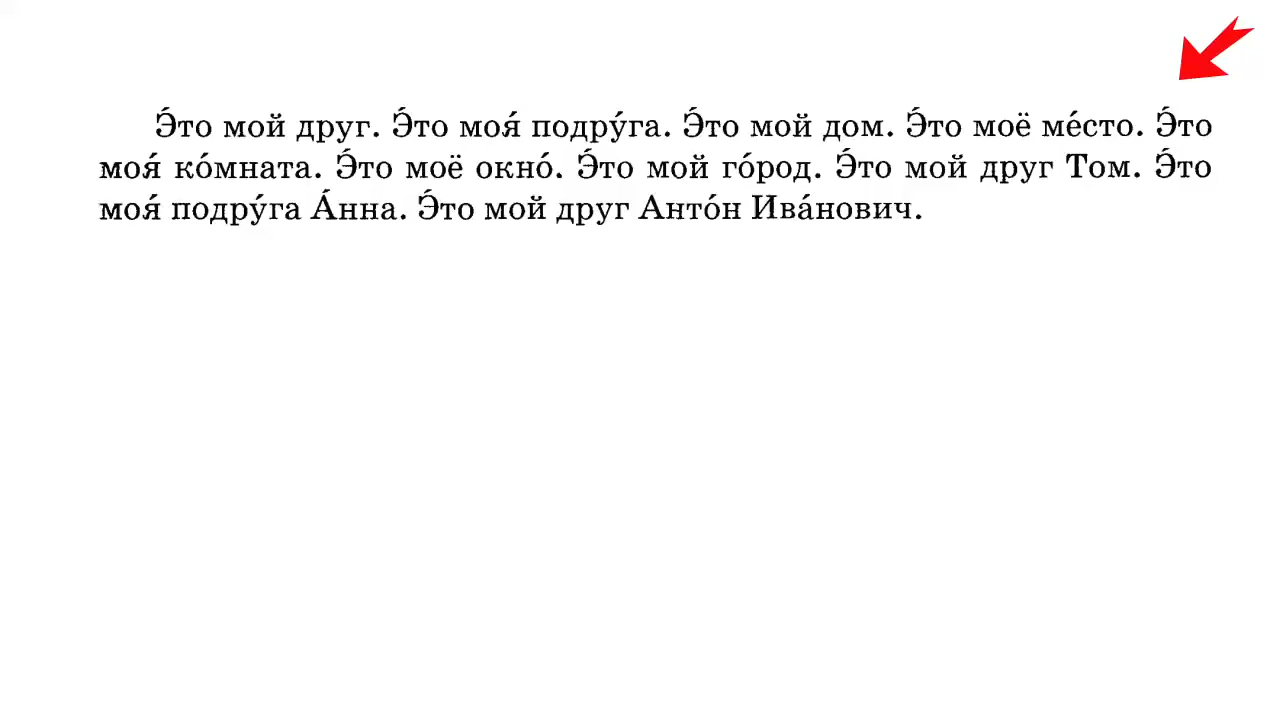 Э́то мой друг. Э́то моя́ подру́га. Э́то мой дом. Э́то моё ме́сто. Э́то
моя́ ко́мната. Э́то моё окно́. Э́то мой го́род. Э́то мой друг Том. Э́то
моя́ подру́га А́нна. Э́то мой друг Анто́н Ива́нович.